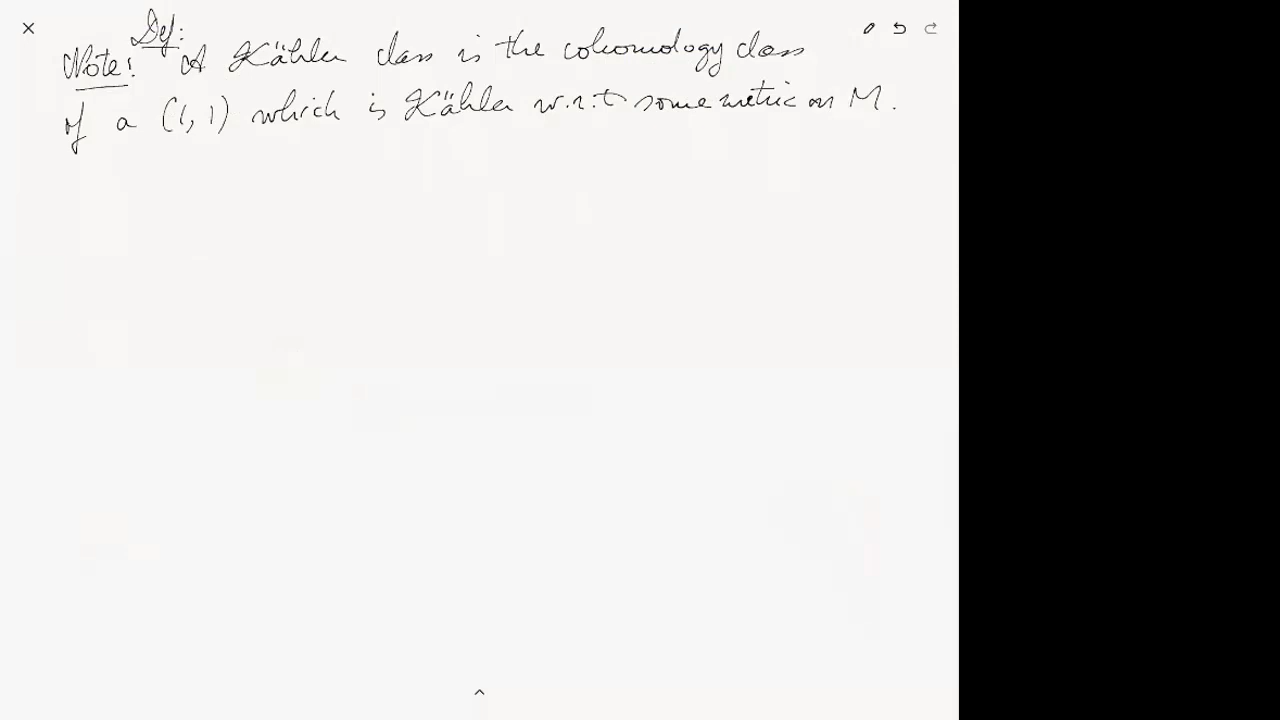 Note! Def: A Kähler class is the cohomology class
of a (1,1) which is Kähler w.r.t some metric on M.